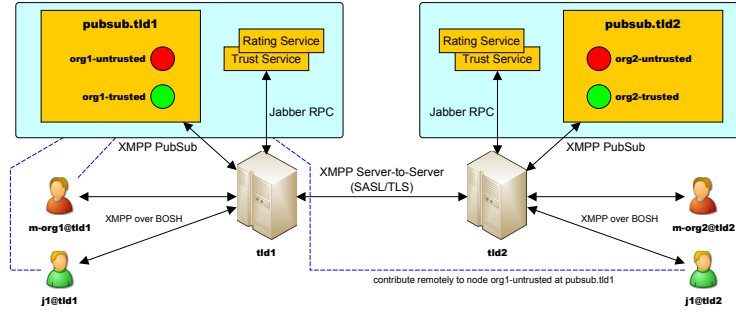 pubsub.tld1
org1-untrusted
org1-trusted
Rating Service
Trust Service
Jabber RPC
XMPP PubSub
Rating Service
Trust Service
Jabber RPC
pubsub.tld2
org2-untrusted
org2-trusted
XMPP PubSub
XMPP Server-to-Server
(SASL/TLS)
m-org1@tld1
XMPP over BOSH
j1@tld1
tld1
tld2
XMPP over BOSH
m-org2@tld2
j1@tld2
contribute remotely to node org1-untrusted at pubsub.tld1